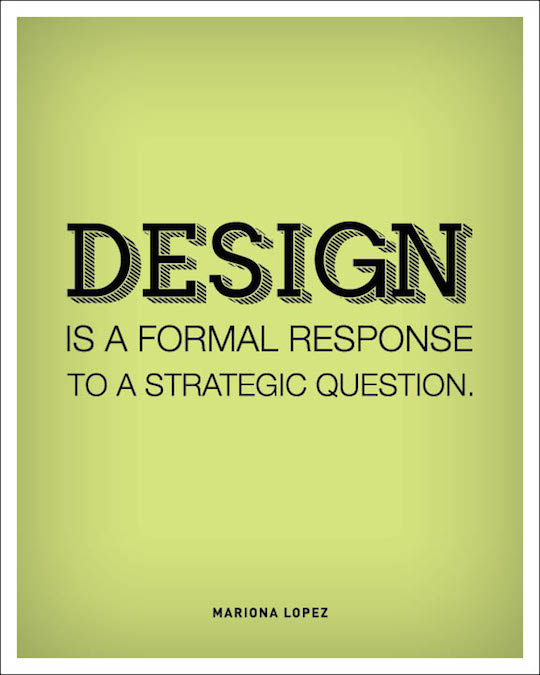 DESIGN
IS A FORMAL RESPONSE
TO A STRATEGIC QUESTION.
MARIONA LOPEZ